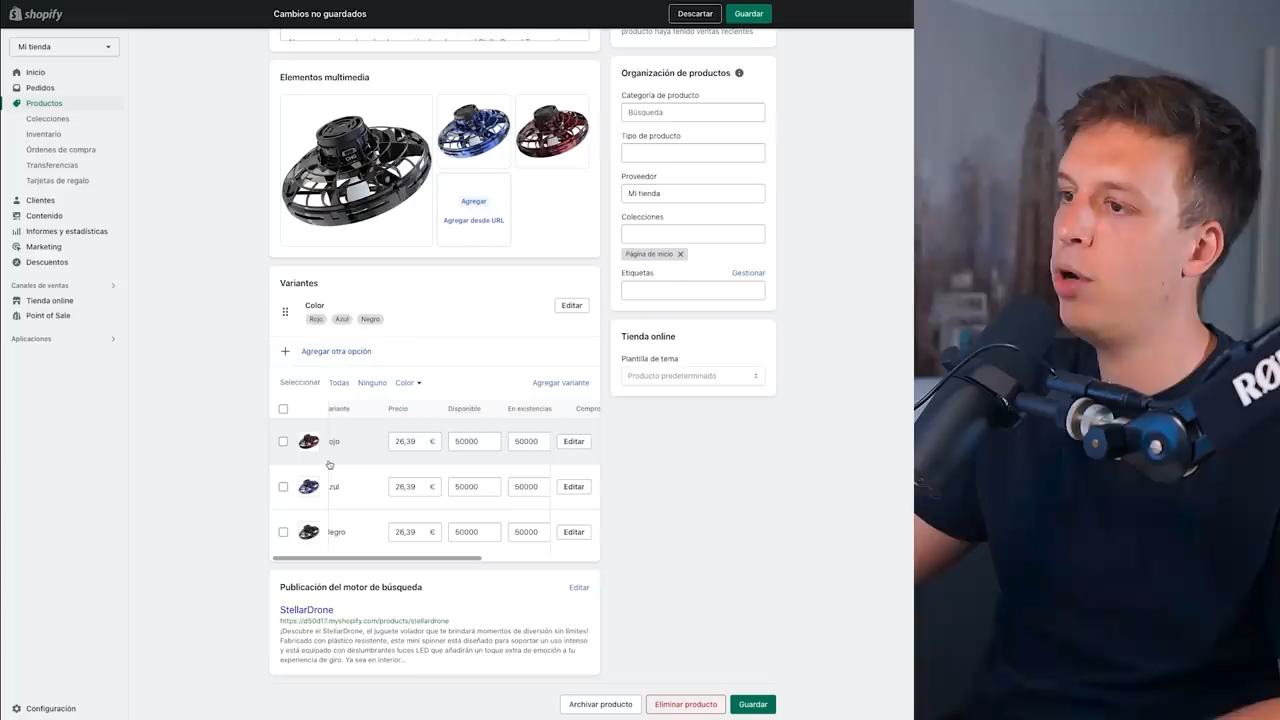 shopify
Cambios no guardados
Descartar
Guardar
Mi tienda
Inicio
Pedidos
Productos
Colecciones
Inventario
Órdenes de compra
Transferencias
Tarjetas de regalo
Clientes
Contenido
Informes y estadísticas
Marketing
Descuentos
Canales de ventas
Tienda online
Point of Sale
Aplicaciones
Configuración
Elementos multimedia
Agregar
Agregar desde URL
Variantes
Color
Rojo Azul Negro
Editar
Agregar otra opción
Seleccionar Todas Ninguno Color Agregar variante
ariante Precio Disponible En existencias Compro
ojo 26,39 € 50000 50000 Editar
zul 26,39 € 50000 50000 Editar
legro 26,39 € 50000 50000 Editar
Publicación del motor de búsqueda
Editar
StellarDrone
https://d50d17.myshopify.com/products/stellardrone
¡Descubre el StellarDrone, el juguete volador que te brindará momentos de diversión sin límites!
Fabricado con plástico resistente, este mini spinner está diseñado para soportar un uso intenso
y está equipado con deslumbrantes luces LED que añadirán un toque extra de emoción a tu
experiencia de giro. Ya sea en interior...
producto haya tenido ventas recientes
Organización de productos
Categoría de producto
Búsqueda
Tipo de producto
Proveedor
Mi tienda
Colecciones
Página de inicio
Etiquetas
Gestionar
Tienda online
Plantilla de tema
Producto predeterminado
Archivar producto
Eliminar producto
Guardar
RØ